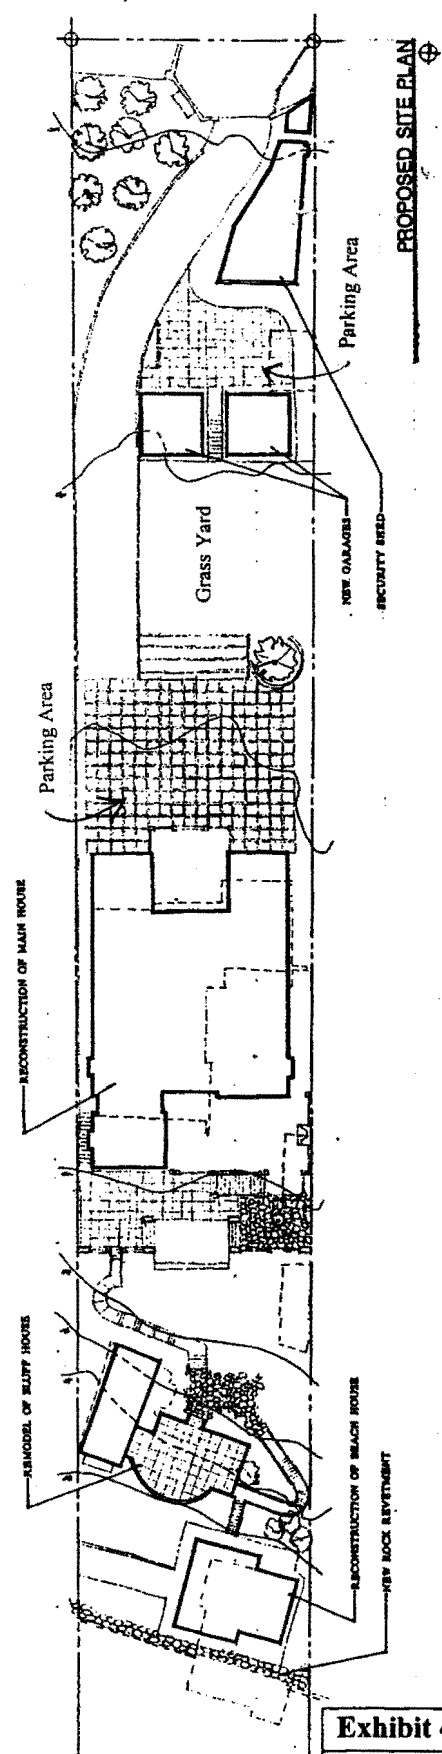 PROPOSED SITE PLAN
Parking Area
NEW GARAGES
SECURITY SHED
Grass Yard
Parking Area
RECONSTRUCTION OF MAIN HOUSE
REMODEL OF BLUFF HOUSE
RECONSTRUCTION OF BEACH HOUSE
NEW ROCK REVETMENT
Exhibit